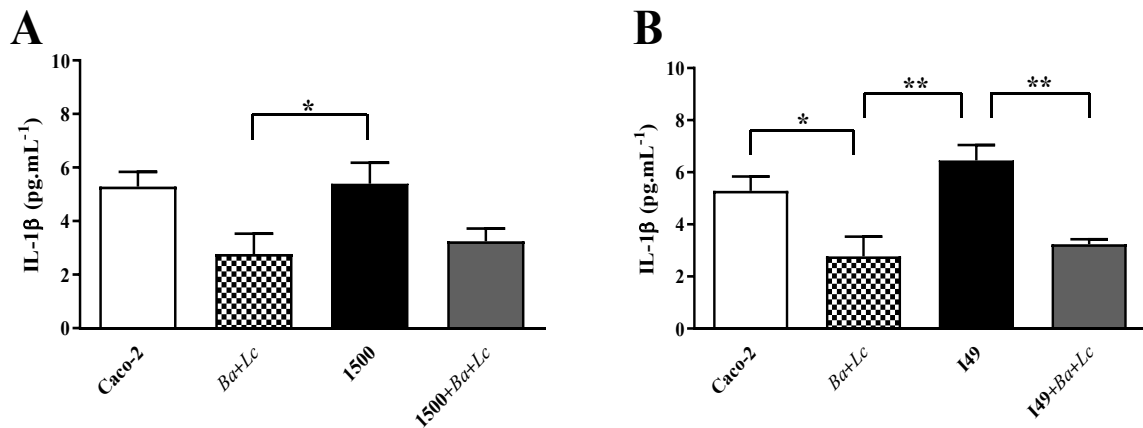 A
IL-1β (pg.mL⁻¹)
10
8
6
4
2
0
*
Caco-2
Ba+Lc
1500
1500+Ba+Lc
B
IL-1β (pg.mL⁻¹)
10
8
6
4
2
0
*
**
**
Caco-2
Ba+Lc
I49
I49+Ba+Lc